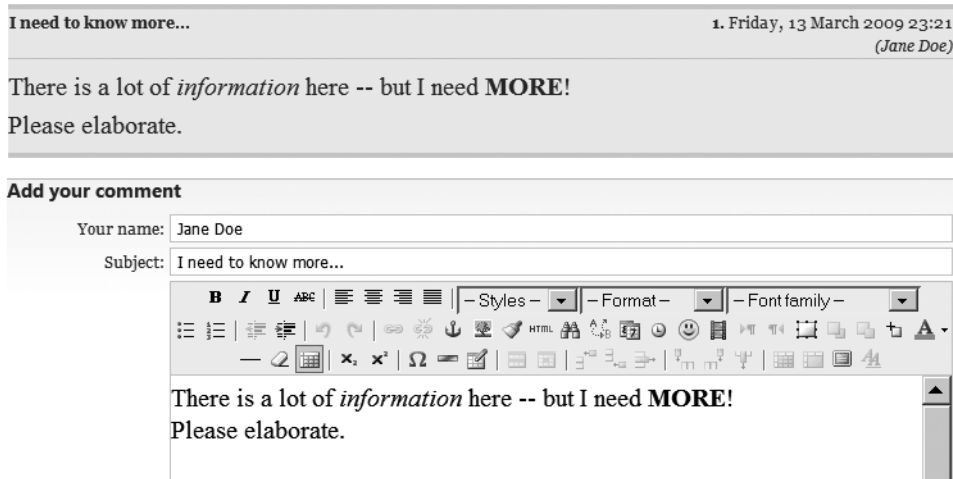 I need to know more... 1. Friday, 13 March 2009 23:21
(Jane Doe)
There is a lot of information here -- but I need MORE!
Please elaborate.
Add your comment
Your name: Jane Doe
Subject: I need to know more...
B I U ABC – Styles – – Format – – Font family –
HTML A
x₂ x² Ω
There is a lot of information here -- but I need MORE!
Please elaborate.